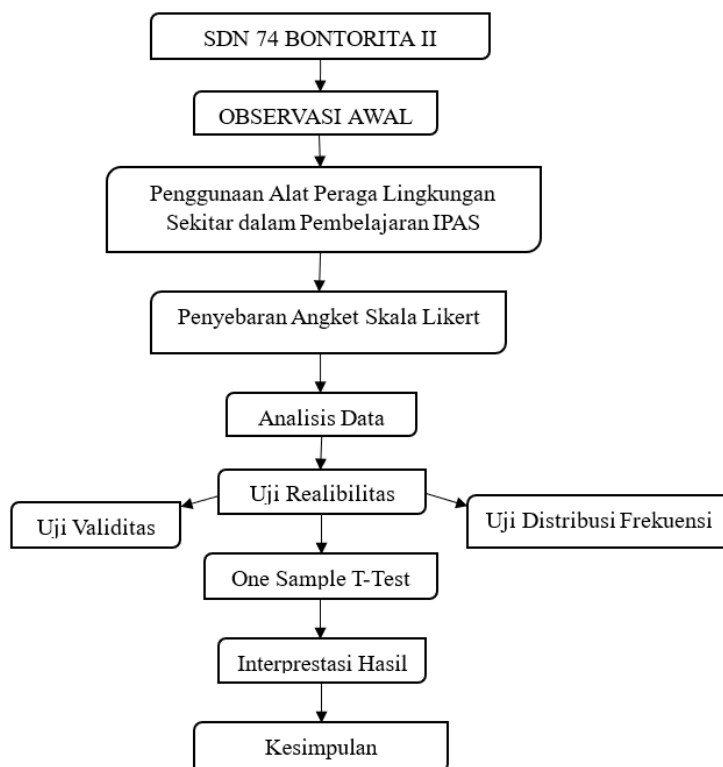 SDN 74 BONTORITA II
OBSERVASI AWAL
Penggunaan Alat Peraga Lingkungan
Sekitar dalam Pembelajaran IPAS
Penyebaran Angket Skala Likert
Analisis Data
Uji Realibilitas
Uji Validitas
Uji Distribusi Frekuensi
One Sample T-Test
Interprestasi Hasil
Kesimpulan